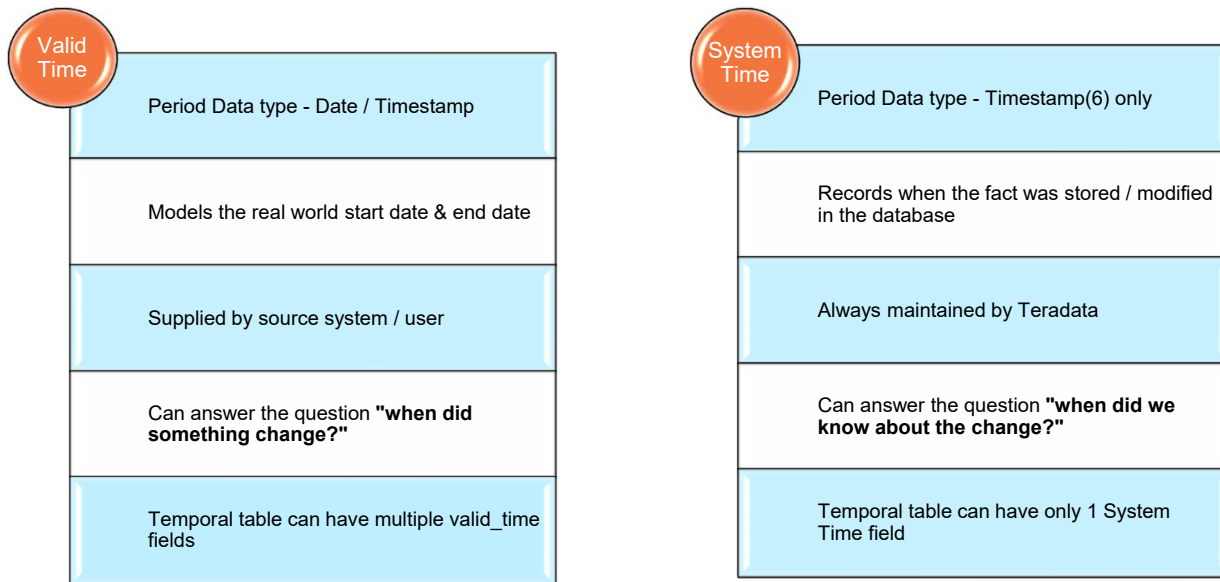 Valid
Time
Period Data type - Date / Timestamp
Models the real world start date & end date
Supplied by source system / user
Can answer the question "when did
something change?"
Temporal table can have multiple valid_time
fields
System
Time
Period Data type - Timestamp(6) only
Records when the fact was stored / modified
in the database
Always maintained by Teradata
Can answer the question "when did we
know about the change?"
Temporal table can have only 1 System
Time field